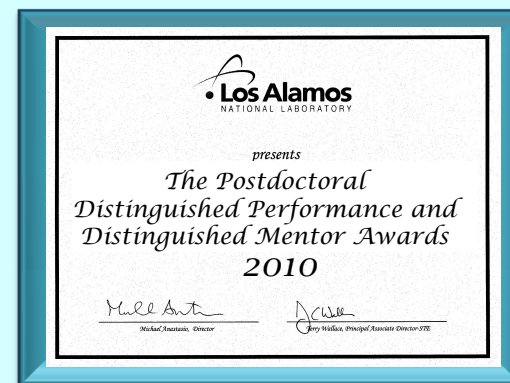 Los Alamos
NATIONAL LABORATORY
presents
The Postdoctoral
Distinguished Performance and
Distinguished Mentor Awards
2010
Michael Anastasio, Director
Terry Wallace, Principal Associate Director-STE